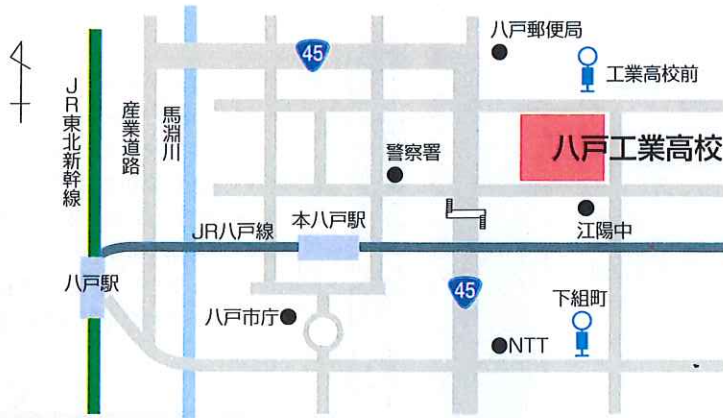 45
八戸郵便局
工業高校前
JR東北新幹線
産業道路
馬淵川
警察署
八戸工業高校
JR八戸線
本八戸駅
江陽中
八戸駅
45
下組町
八戸市庁
NTT